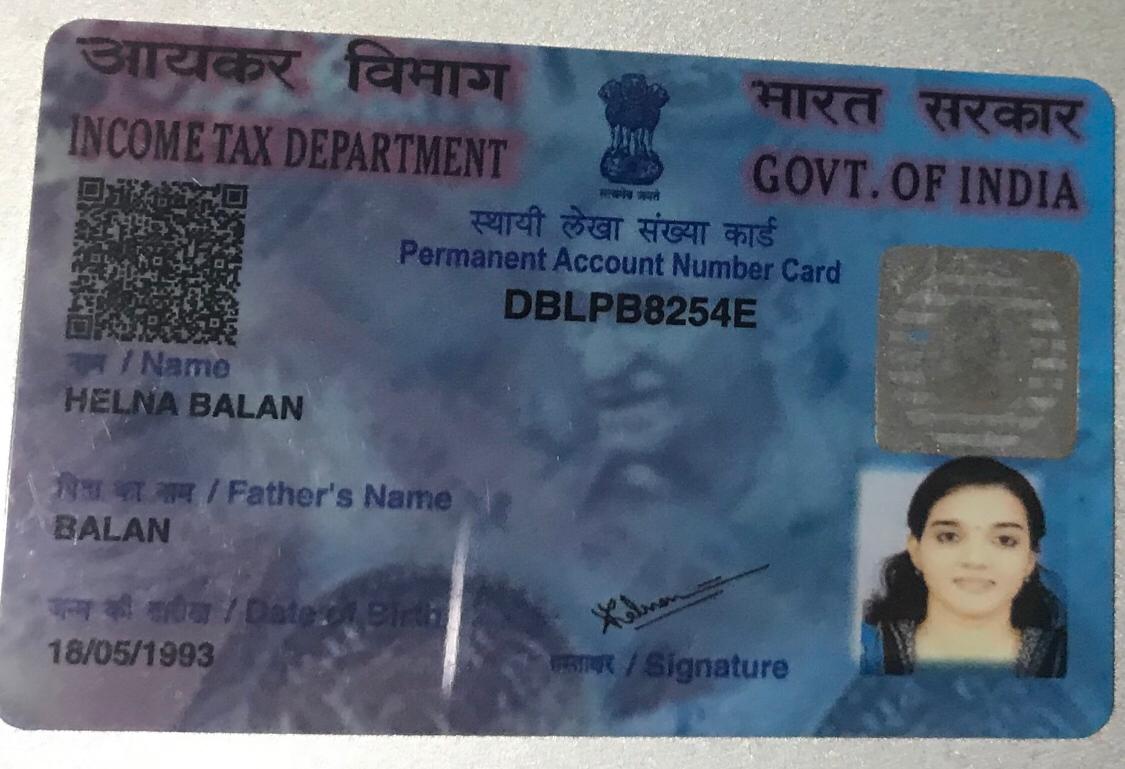 आयकर विभाग
INCOME TAX DEPARTMENT
भारत सरकार
GOVT. OF INDIA
सत्यमेव जयते
स्थायी लेखा संख्या कार्ड
Permanent Account Number Card
DBLPB8254E
नाम / Name
HELNA BALAN
पिता का नाम / Father's Name
BALAN
जन्म की तारीख / Date of Birth
18/05/1993
Helna
हस्ताक्षर / Signature